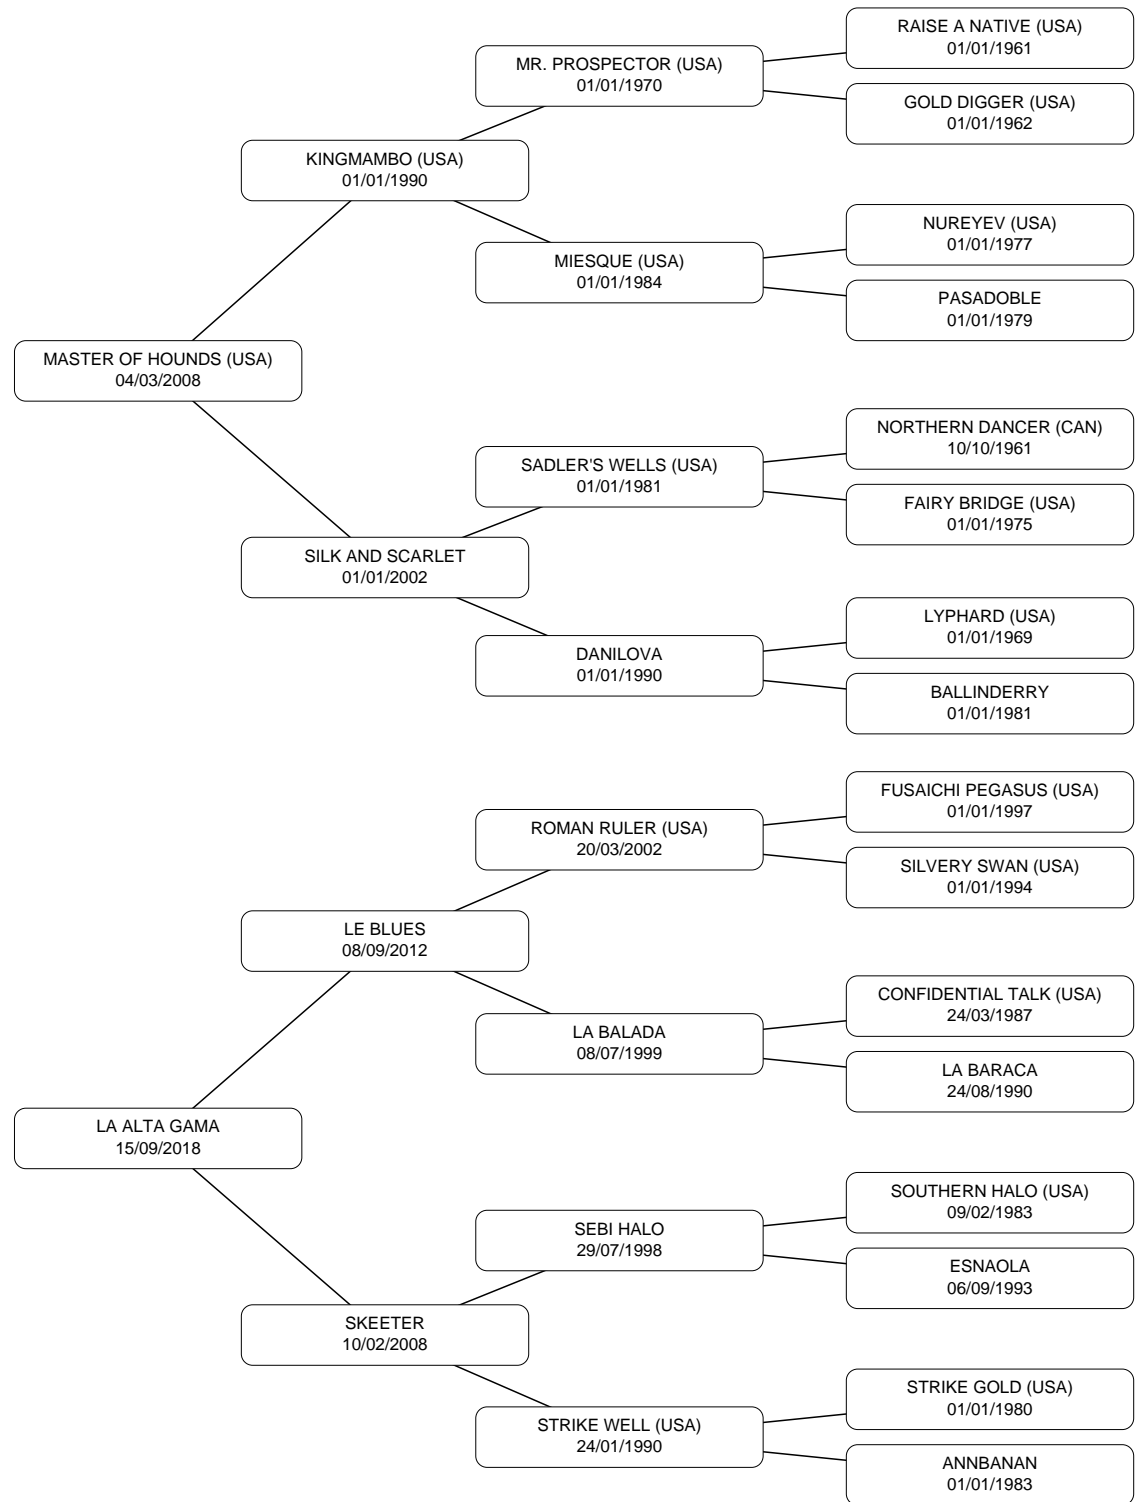 RAISE A NATIVE (USA)
01/01/1961
MR. PROSPECTOR (USA)
01/01/1970
GOLD DIGGER (USA)
01/01/1962
KINGMAMBO (USA)
01/01/1990
NUREYEV (USA)
01/01/1977
MIESQUE (USA)
01/01/1984
PASADOBLE
01/01/1979
MASTER OF HOUNDS (USA)
04/03/2008
NORTHERN DANCER (CAN)
10/10/1961
SADLER'S WELLS (USA)
01/01/1981
FAIRY BRIDGE (USA)
01/01/1975
SILK AND SCARLET
01/01/2002
LYPHARD (USA)
01/01/1969
DANILOVA
01/01/1990
BALLINDERRY
01/01/1981
FUSAICHI PEGASUS (USA)
01/01/1997
ROMAN RULER (USA)
20/03/2002
SILVERY SWAN (USA)
01/01/1994
LE BLUES
08/09/2012
CONFIDENTIAL TALK (USA)
24/03/1987
LA BALADA
08/07/1999
LA BARACA
24/08/1990
LA ALTA GAMA
15/09/2018
SOUTHERN HALO (USA)
09/02/1983
SEBI HALO
29/07/1998
ESNAOLA
06/09/1993
SKEETER
10/02/2008
STRIKE GOLD (USA)
01/01/1980
STRIKE WELL (USA)
24/01/1990
ANNBANAN
01/01/1983